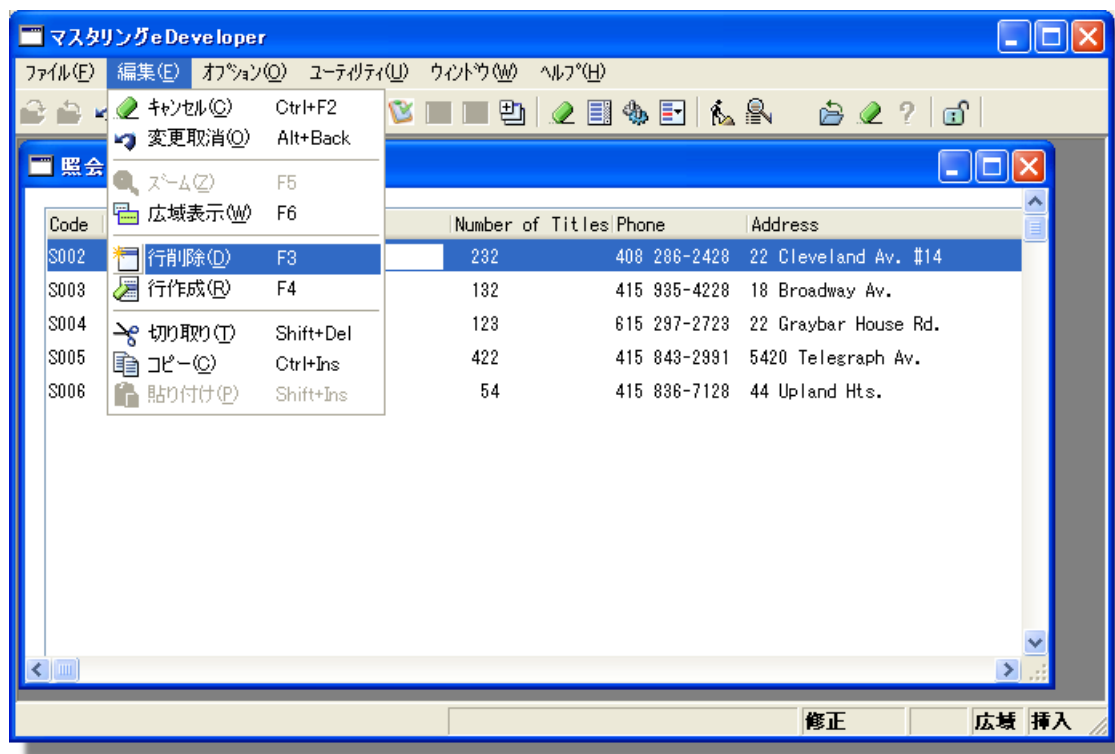 マスタリングeDeveloper
ファイル(F) 編集(E) オプション(O) ユーティリティ(U) ウィンドウ(W) ヘルプ(H)
キャンセル(C) Ctrl+F2
変更取消(O) Alt+Back
ズーム(Z) F5
広域表示(W) F6
行削除(D) F3
行作成(R) F4
切り取り(T) Shift+Del
コピー(C) Ctrl+Ins
貼り付け(P) Shift+Ins
照会
Code Number of Titles Phone Address
S002 232 408 286-2428 22 Cleveland Av. #14
S003 132 415 935-4228 18 Broadway Av.
S004 123 615 297-2723 22 Graybar House Rd.
S005 422 415 843-2991 5420 Telegraph Av.
S006 54 415 836-7128 44 Upland Hts.
修正 広域 挿入